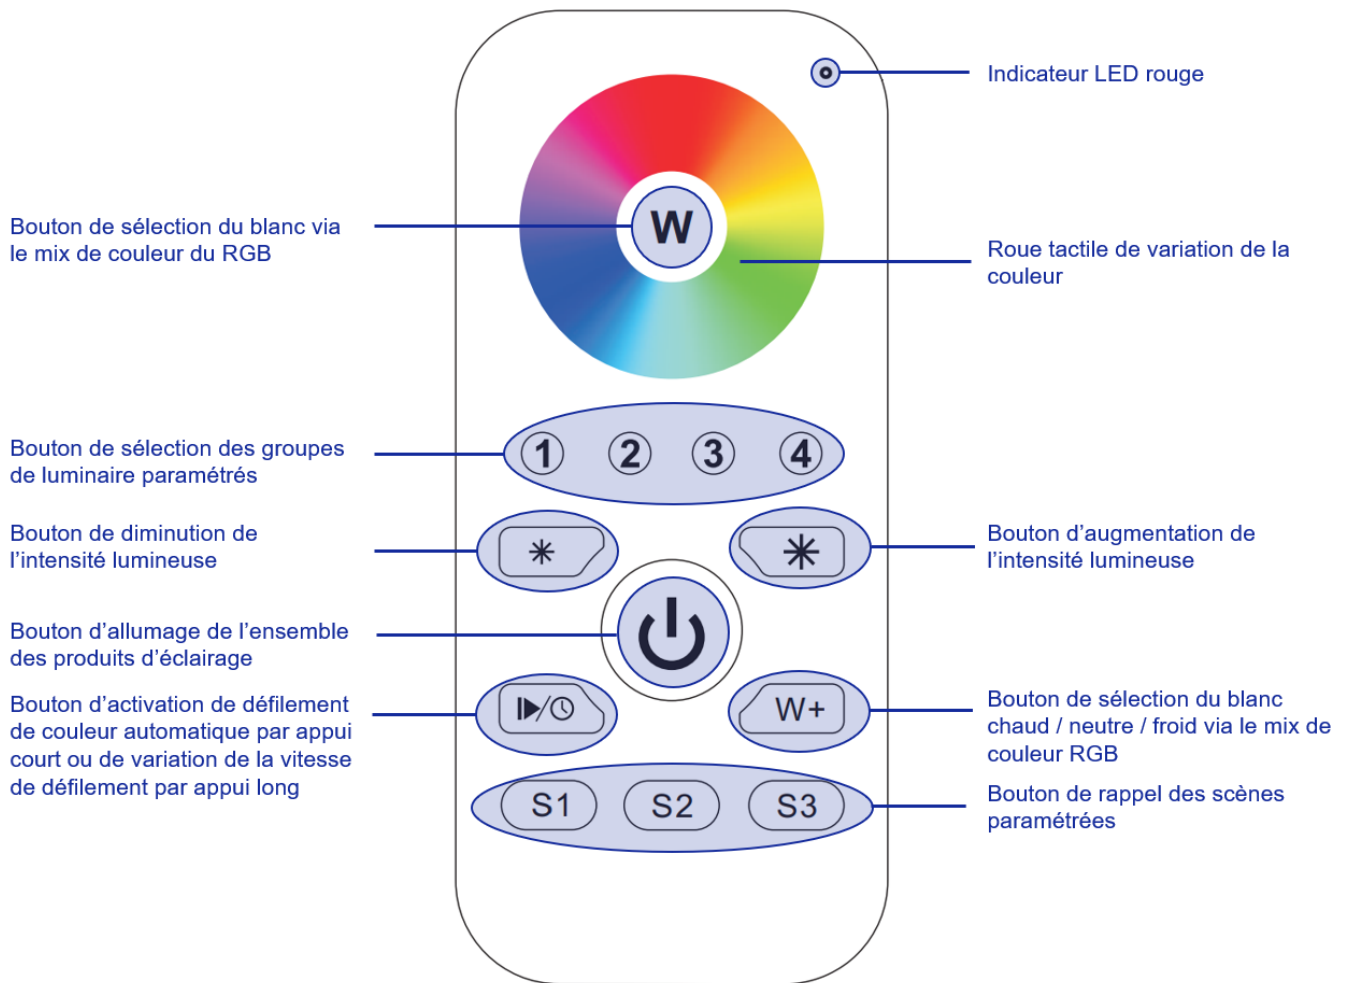 Indicateur LED rouge
W
Bouton de sélection du blanc via
le mix de couleur du RGB
Roue tactile de variation de la
couleur
Bouton de sélection des groupes
de luminaire paramétrés
1 2 3 4
Bouton de diminution de
l'intensité lumineuse
Bouton d'augmentation de
l'intensité lumineuse
Bouton d'allumage de l'ensemble
des produits d'éclairage
Bouton d'activation de défilement
de couleur automatique par appui
court ou de variation de la vitesse
de défilement par appui long
W+
Bouton de sélection du blanc
chaud / neutre / froid via le mix de
couleur RGB
S1 S2 S3
Bouton de rappel des scènes
paramétrées